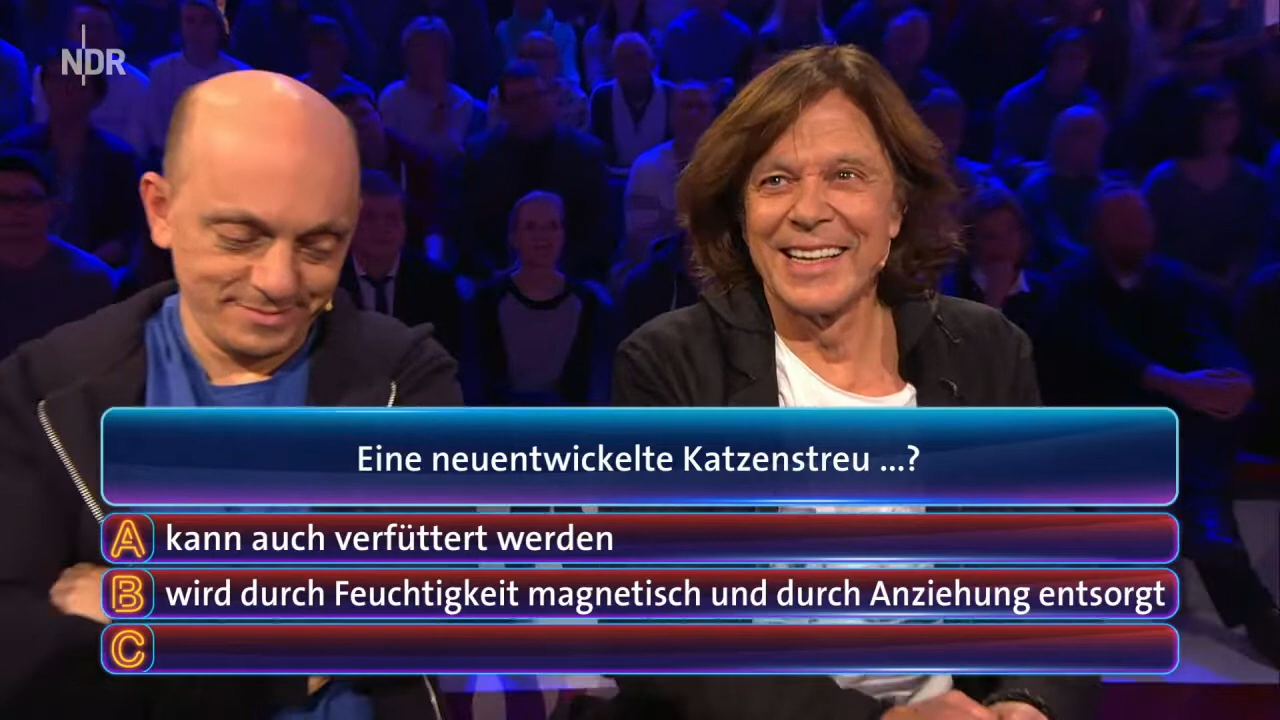 NDR
Eine neuentwickelte Katzenstreu ...?
A kann auch verfüttert werden
B wird durch Feuchtigkeit magnetisch und durch Anziehung entsorgt
C